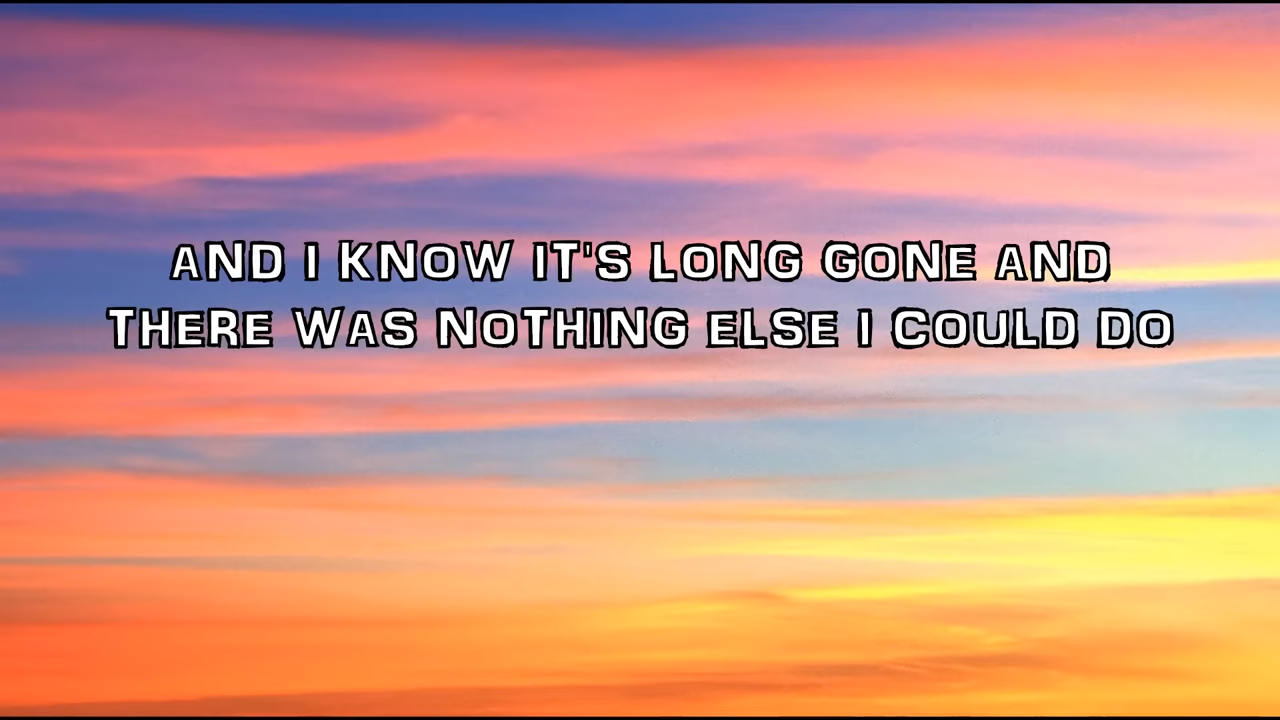 AND I KNOW IT'S LONG GONE AND
THERE WAS NOTHING ELSE I COULD DO